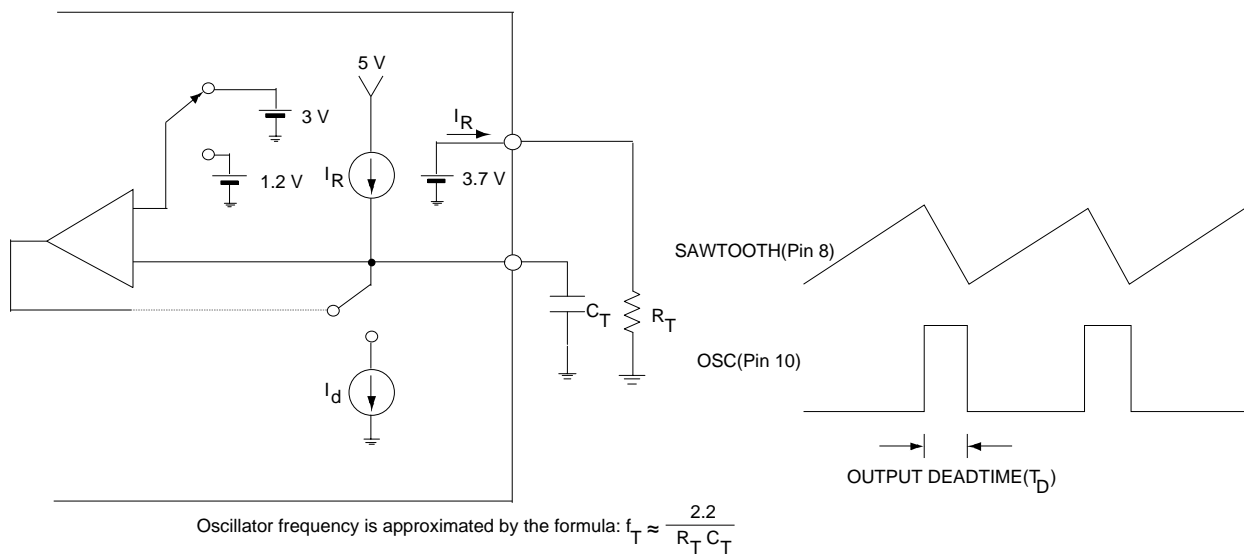 5 V
3 V
I_R
1.2 V
I_R
3.7 V
SAWTOOTH(Pin 8)
C_T
R_T
OSC(Pin 10)
I_d
OUTPUT DEADTIME(T_D)
Oscillator frequency is approximated by the formula: f_T ≈ 2.2 / R_T C_T